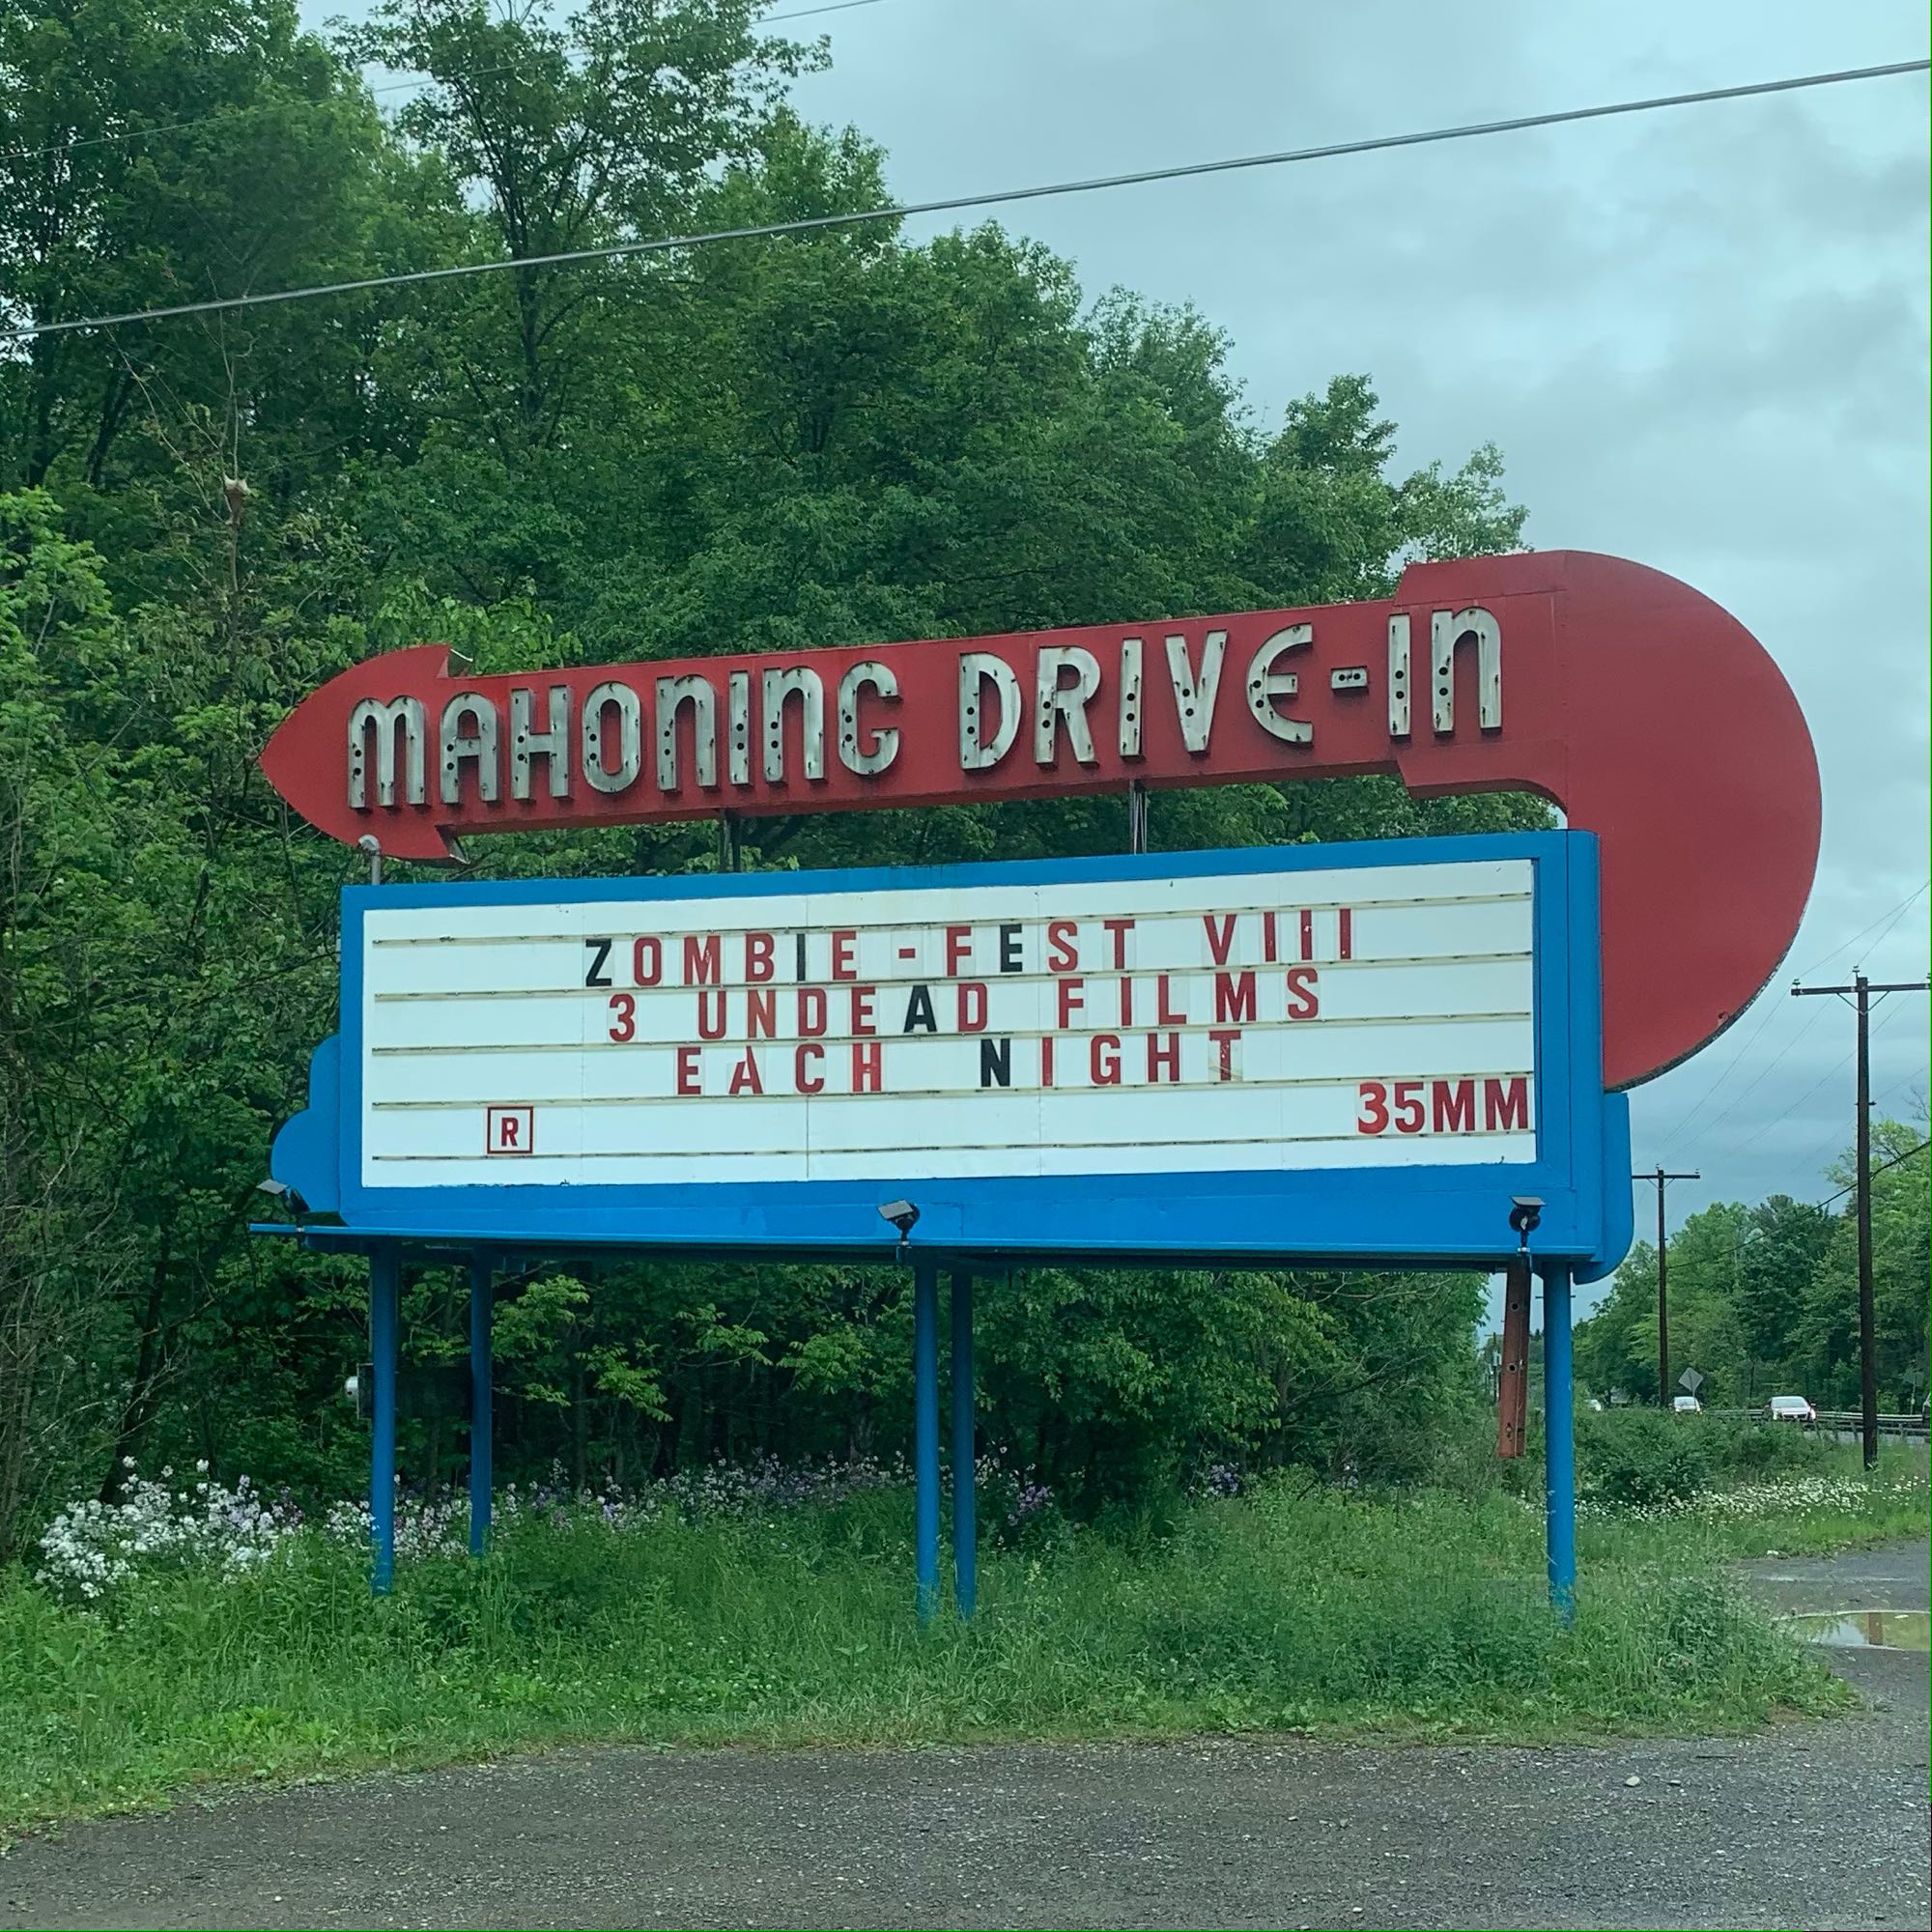 MAHONING DRIVE-IN
ZOMBIE - FEST VIII
3 UNDEAD FILMS
EACH NIGHT
35MM
R